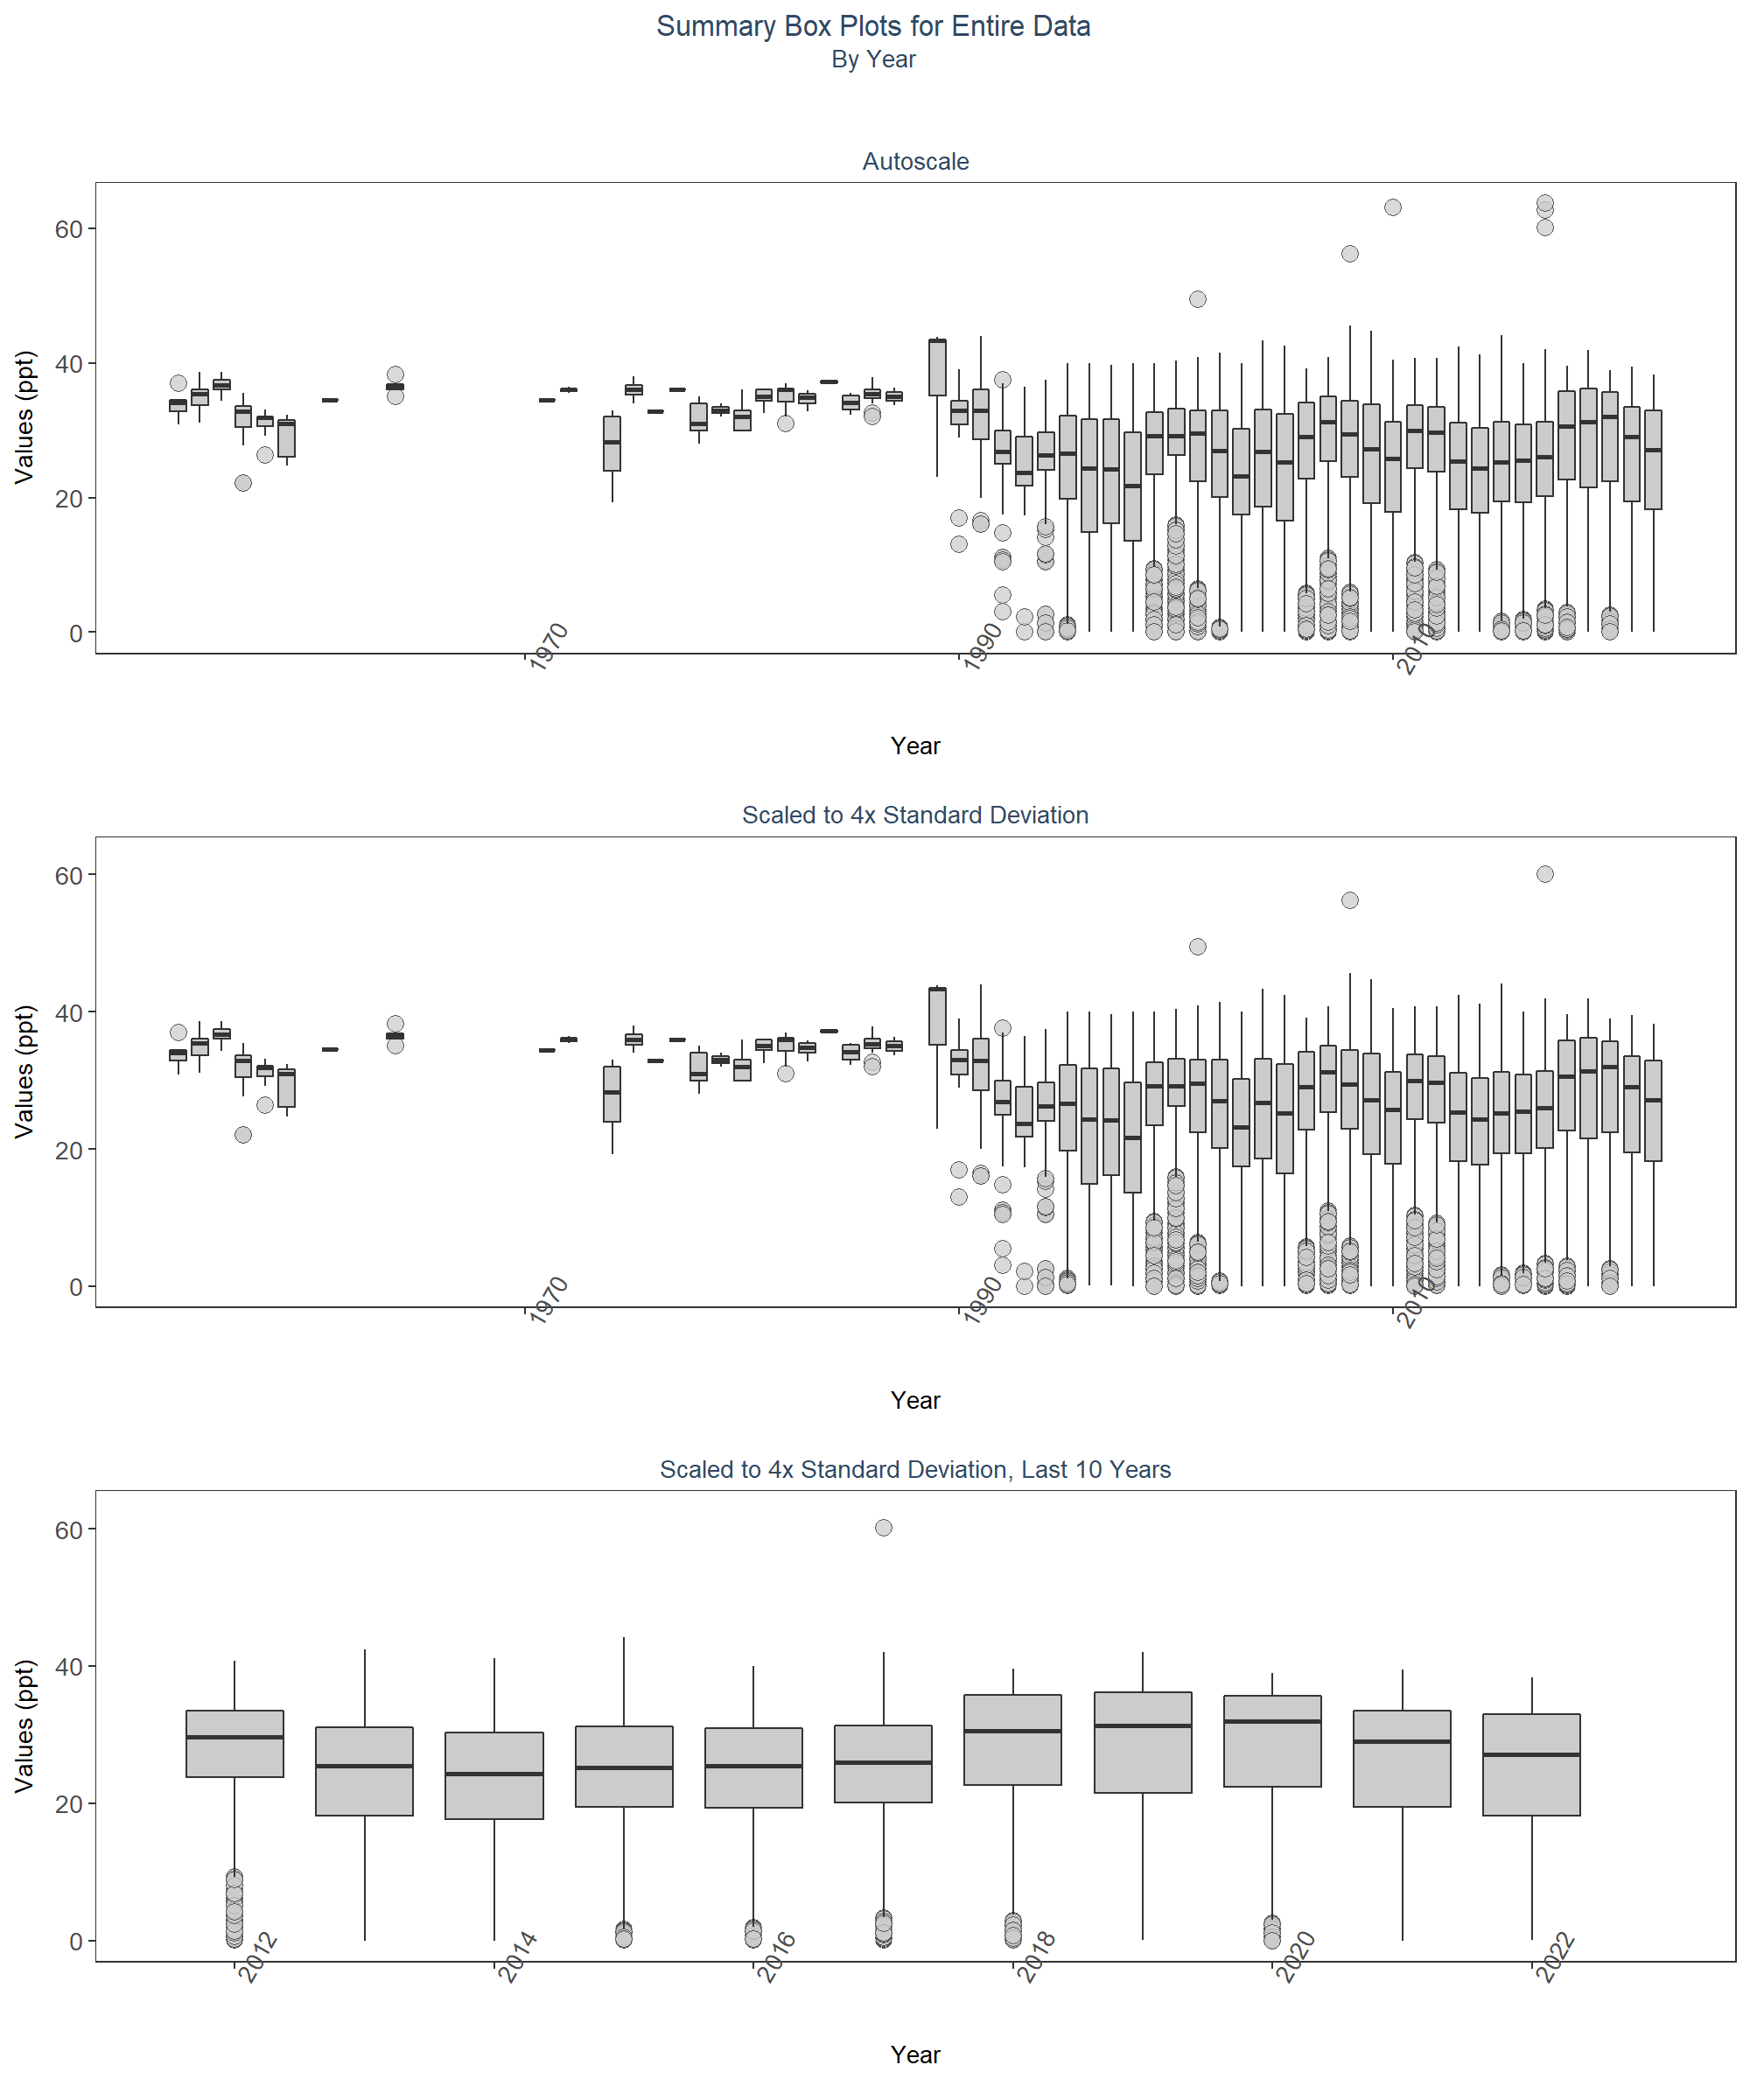 Summary Box Plots for Entire Data
By Year
Autoscale
Values (ppt)
60
40
20
0
1970
1990
2010
Year
Scaled to 4x Standard Deviation
Values (ppt)
60
40
20
0
1970
1990
2010
Year
Scaled to 4x Standard Deviation, Last 10 Years
Values (ppt)
60
40
20
0
2012
2014
2016
2018
2020
2022
Year